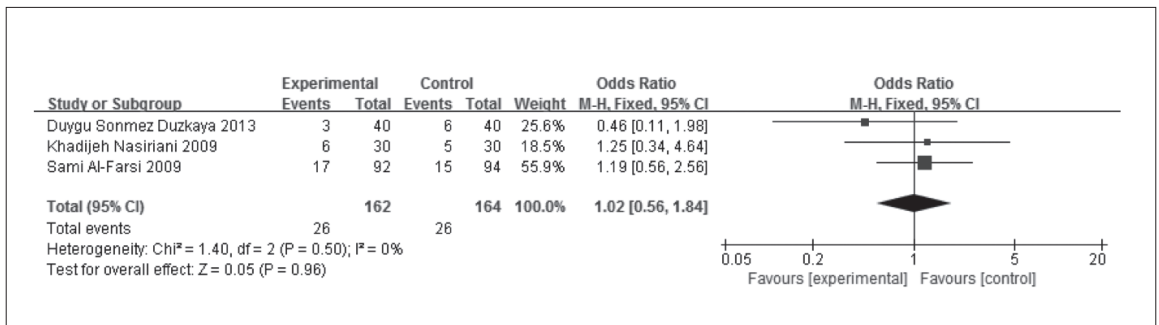 Experimental Control Odds Ratio Odds Ratio
Study or Subgroup Events Total Events Total Weight M-H, Fixed, 95% CI M-H, Fixed, 95% CI
Duygu Sonmez Duzkaya 2013 3 40 6 40 25.6% 0.46 [0.11, 1.98]
Khadijeh Nasiriani 2009 6 30 5 30 18.5% 1.25 [0.34, 4.64]
Sami Al-Farsi 2009 17 92 15 94 55.9% 1.19 [0.56, 2.56]
Total (95% CI) 162 164 100.0% 1.02 [0.56, 1.84]
Total events 26 26
Heterogeneity: Chi² = 1.40, df = 2 (P = 0.50); I² = 0%
Test for overall effect: Z = 0.05 (P = 0.96)
0.05 0.2 1 5 20
Favours [experimental] Favours [control]